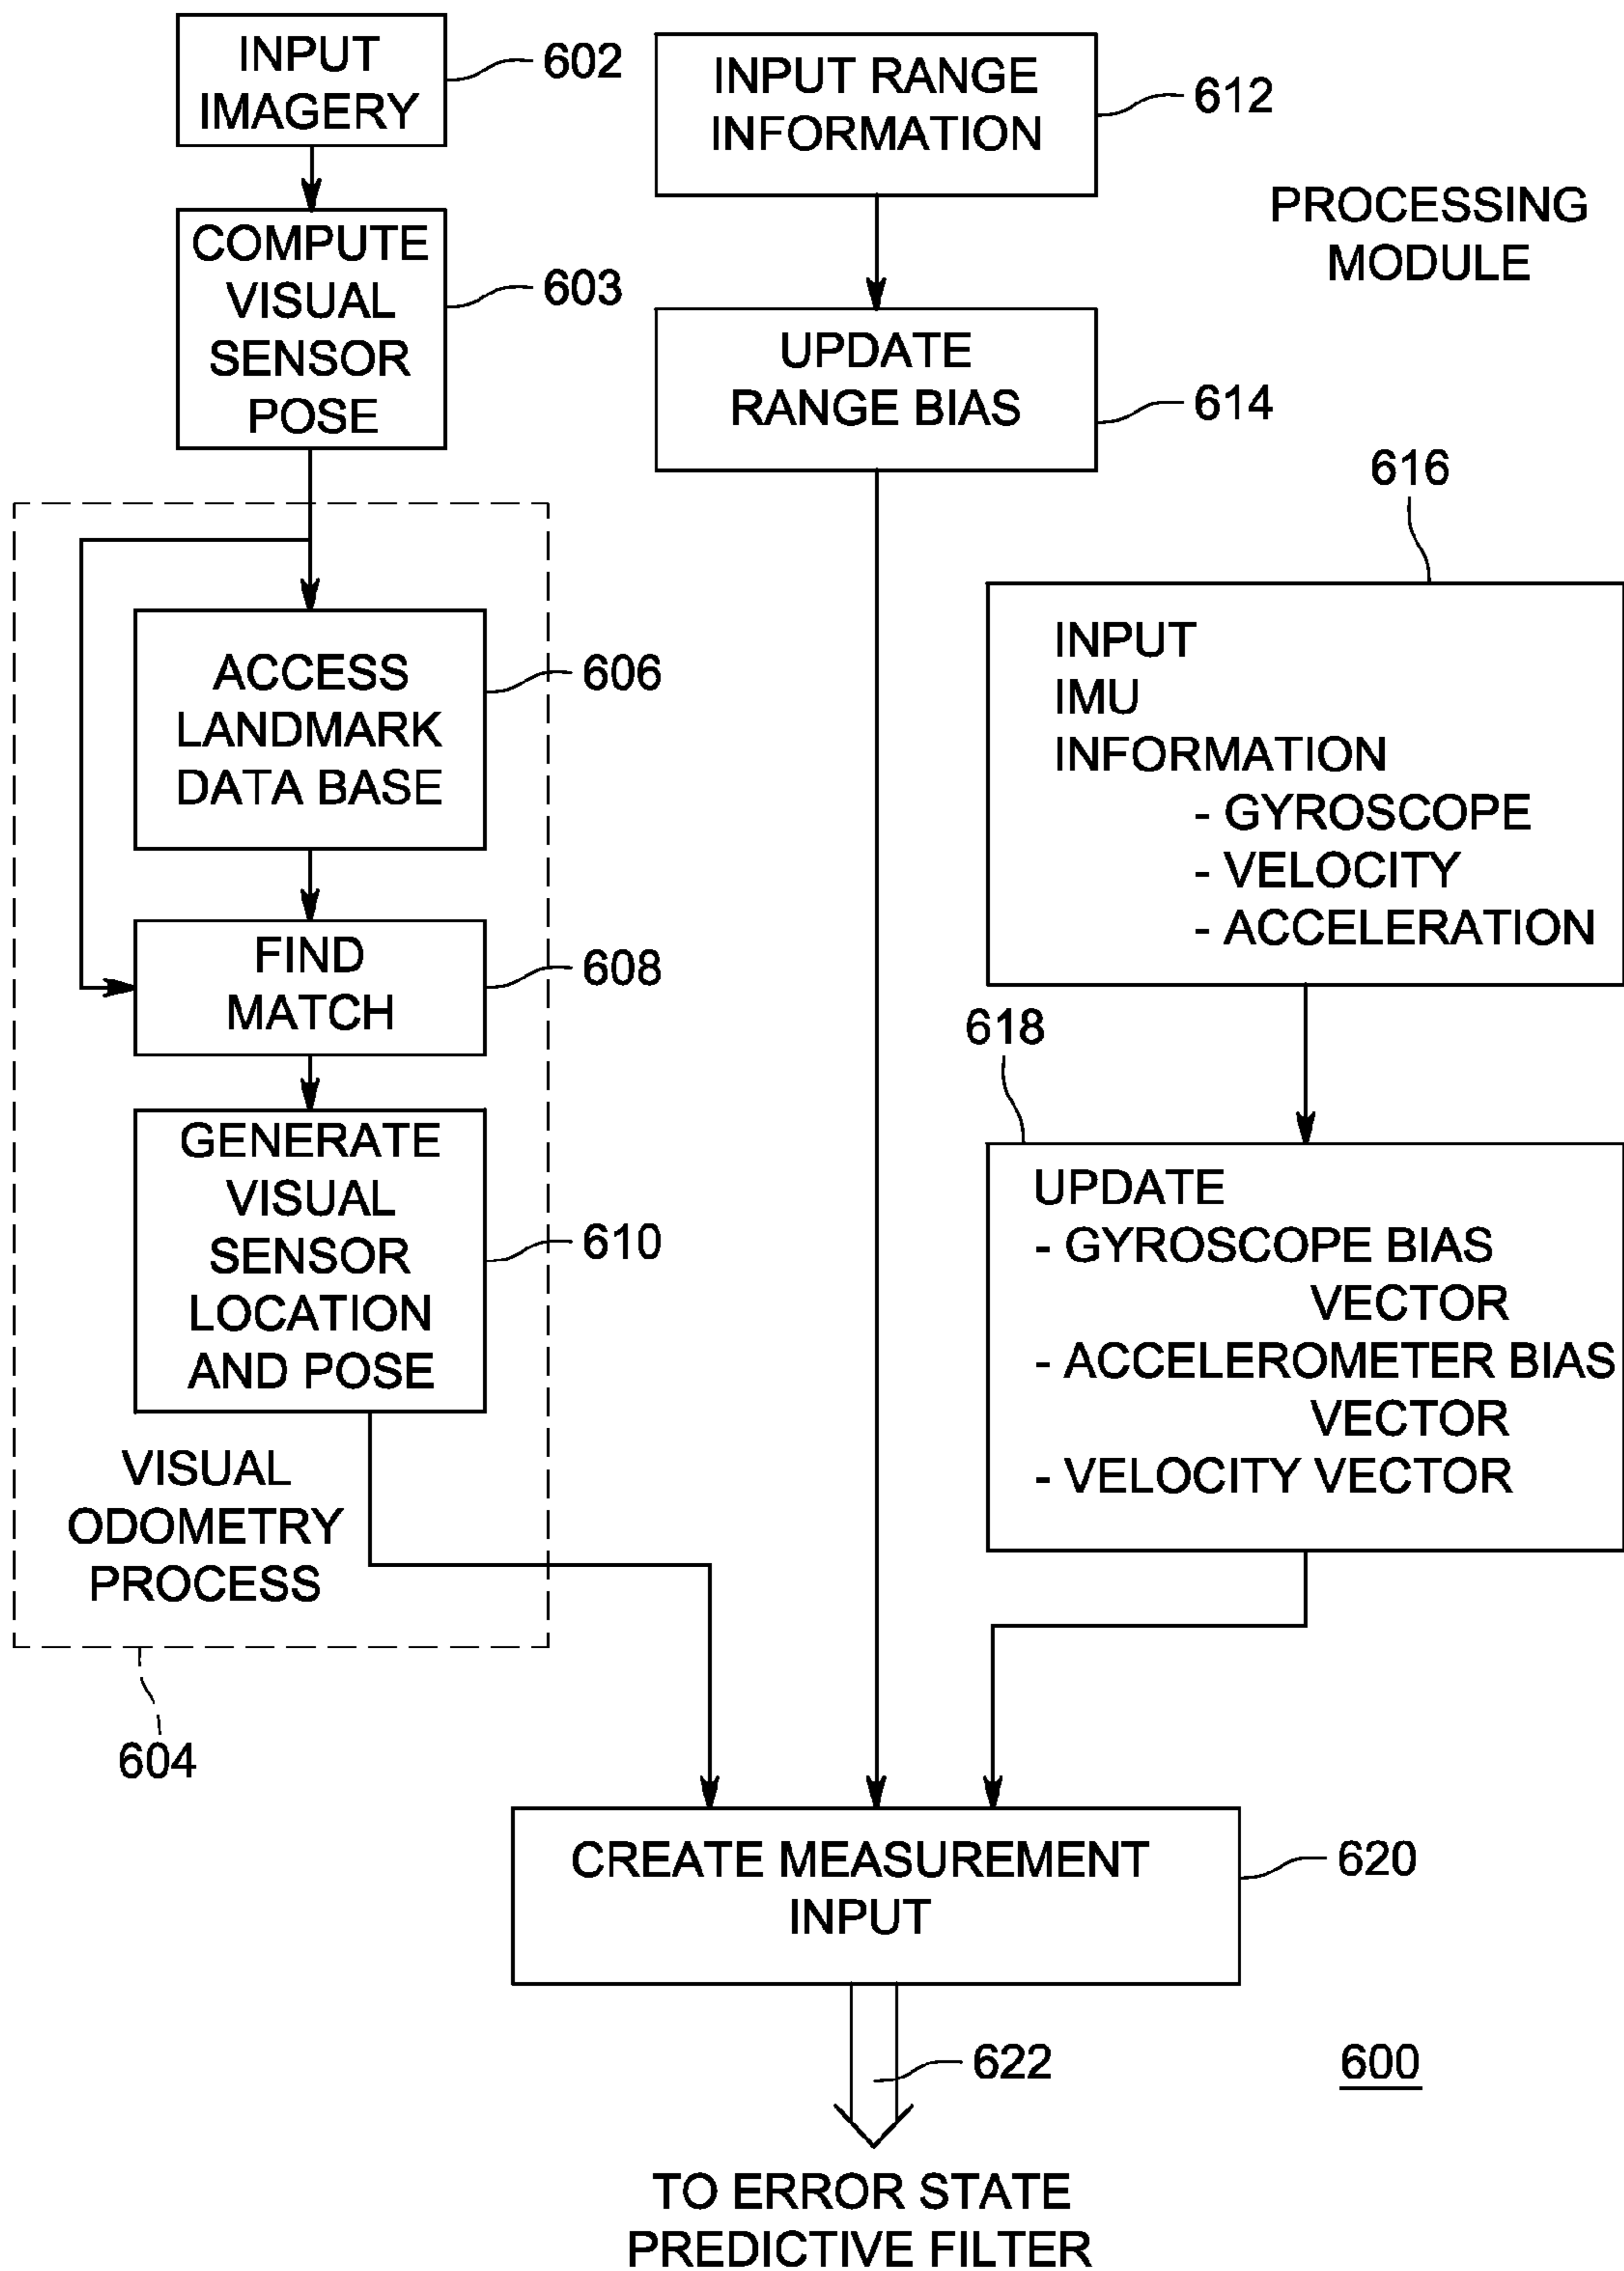 INPUT
IMAGERY
602
COMPUTE
VISUAL
SENSOR
POSE
603
ACCESS
LANDMARK
DATA BASE
606
FIND
MATCH
608
GENERATE
VISUAL
SENSOR
LOCATION
AND POSE
610
VISUAL
ODOMETRY
PROCESS
604
INPUT RANGE
INFORMATION
612
UPDATE
RANGE BIAS
614
PROCESSING
MODULE
616
INPUT
IMU
INFORMATION
- GYROSCOPE
- VELOCITY
- ACCELERATION
618
UPDATE
- GYROSCOPE BIAS
VECTOR
- ACCELEROMETER BIAS
VECTOR
- VELOCITY VECTOR
CREATE MEASUREMENT
INPUT
620
622
600
TO ERROR STATE
PREDICTIVE FILTER